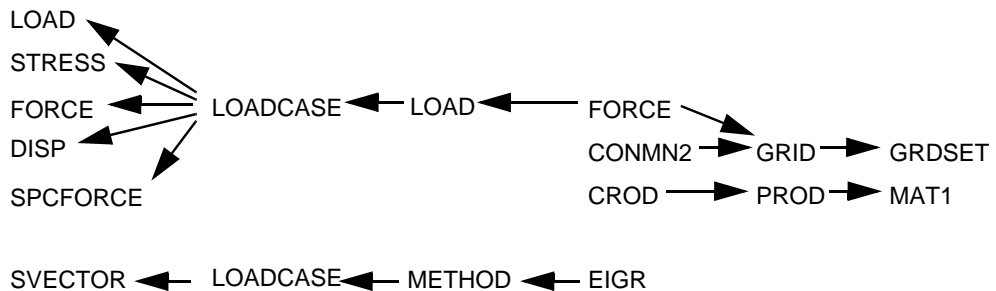 LOAD
STRESS
FORCE LOADCASE LOAD FORCE
DISP CONMN2 GRID GRDSET
SPCFORCE CROD PROD MAT1
SVECTOR LOADCASE METHOD EIGR